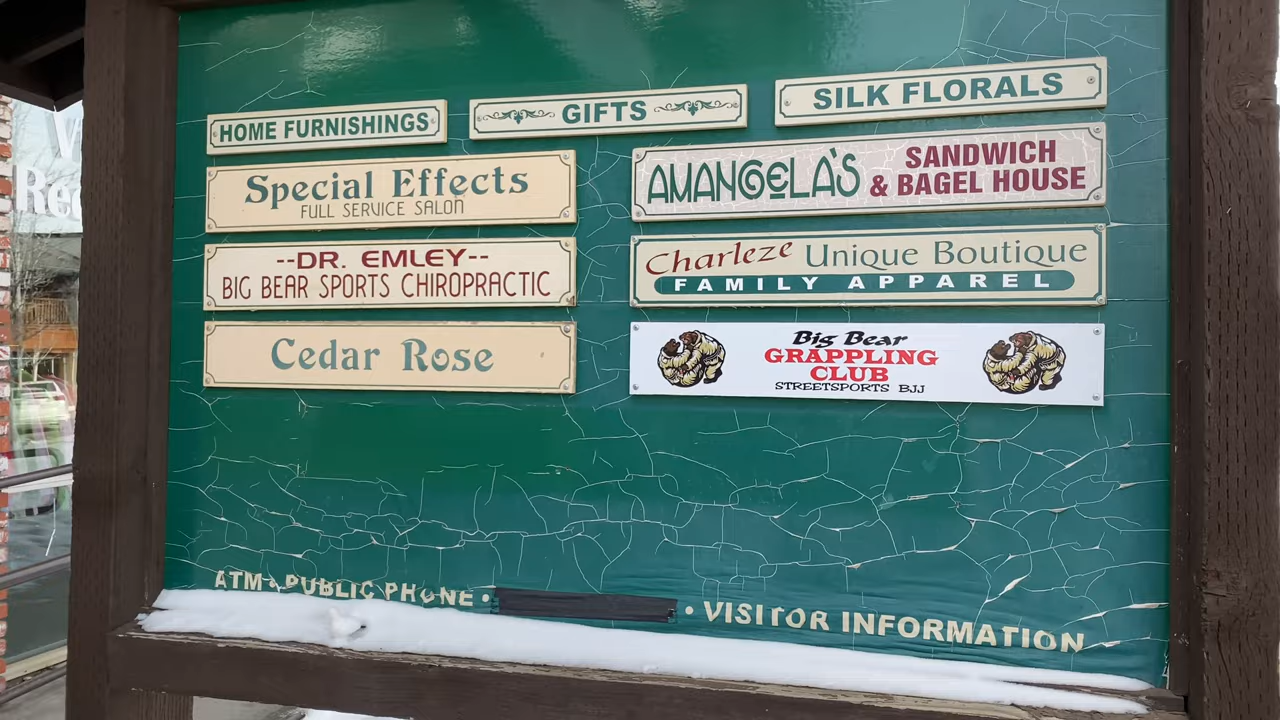 HOME FURNISHINGS
GIFTS
SILK FLORALS
Special Effects
FULL SERVICE SALON
AMANGELA'S
SANDWICH
& BAGEL HOUSE
--DR. EMLEY--
BIG BEAR SPORTS CHIROPRACTIC
Charleze Unique Boutique
FAMILY APPAREL
Cedar Rose
Big Bear
GRAPPLING
CLUB
STREETSPORTS BJJ
ATM • PUBLIC PHONE • • VISITOR INFORMATION